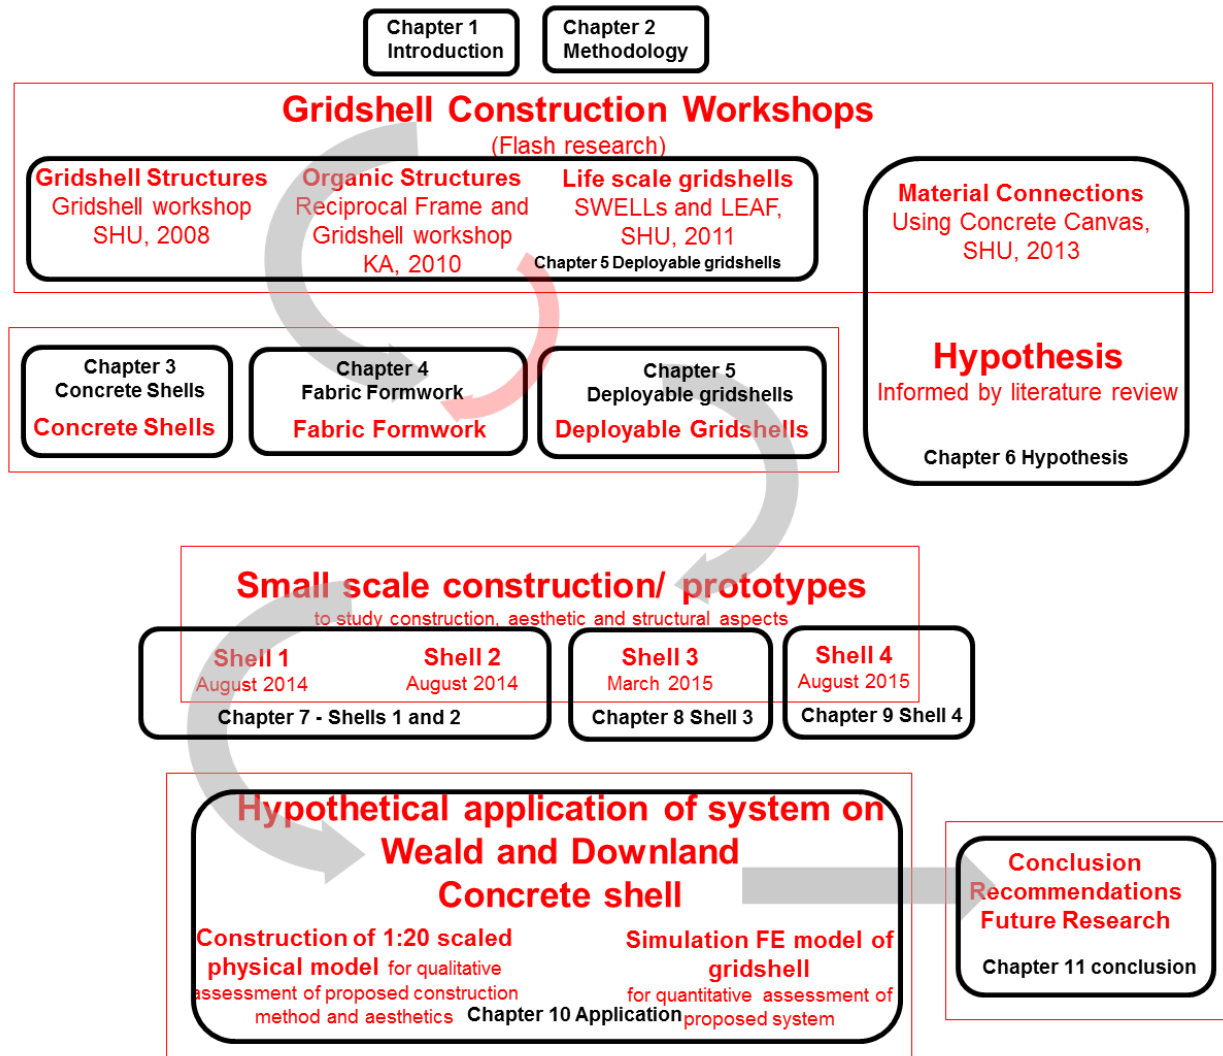 Chapter 1
Introduction
Chapter 2
Methodology
Gridshell Construction Workshops
(Flash research)
Gridshell Structures
Gridshell workshop
SHU, 2008
Organic Structures
Reciprocal Frame and
Gridshell workshop
KA, 2010
Life scale gridshells
SWELLs and LEAF,
SHU, 2011
Chapter 5 Deployable gridshells
Material Connections
Using Concrete Canvas,
SHU, 2013
Hypothesis
Informed by literature review
Chapter 6 Hypothesis
Chapter 3
Concrete Shells
Concrete Shells
Chapter 4
Fabric Formwork
Fabric Formwork
Chapter 5
Deployable gridshells
Deployable Gridshells
Small scale construction/ prototypes
to study construction, aesthetic and structural aspects
Shell 1
August 2014
Shell 2
August 2014
Chapter 7 - Shells 1 and 2
Shell 3
March 2015
Chapter 8 Shell 3
Shell 4
August 2015
Chapter 9 Shell 4
Hypothetical application of system on
Weald and Downland
Concrete shell
Construction of 1:20 scaled
physical model for qualitative
assessment of proposed construction
method and aesthetics
Simulation FE model of
gridshell
for quantitative assessment of
proposed system
Chapter 10 Application
Conclusion
Recommendations
Future Research
Chapter 11 conclusion